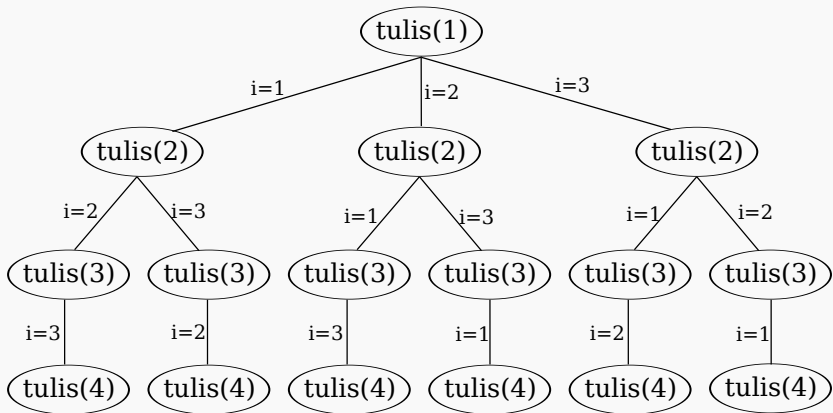 tulis(1)
i=1 i=2 i=3
tulis(2) tulis(2) tulis(2)
i=2 i=3 i=1 i=3 i=1 i=2
tulis(3) tulis(3) tulis(3) tulis(3) tulis(3) tulis(3)
i=3 i=2 i=3 i=1 i=2 i=1
tulis(4) tulis(4) tulis(4) tulis(4) tulis(4) tulis(4)